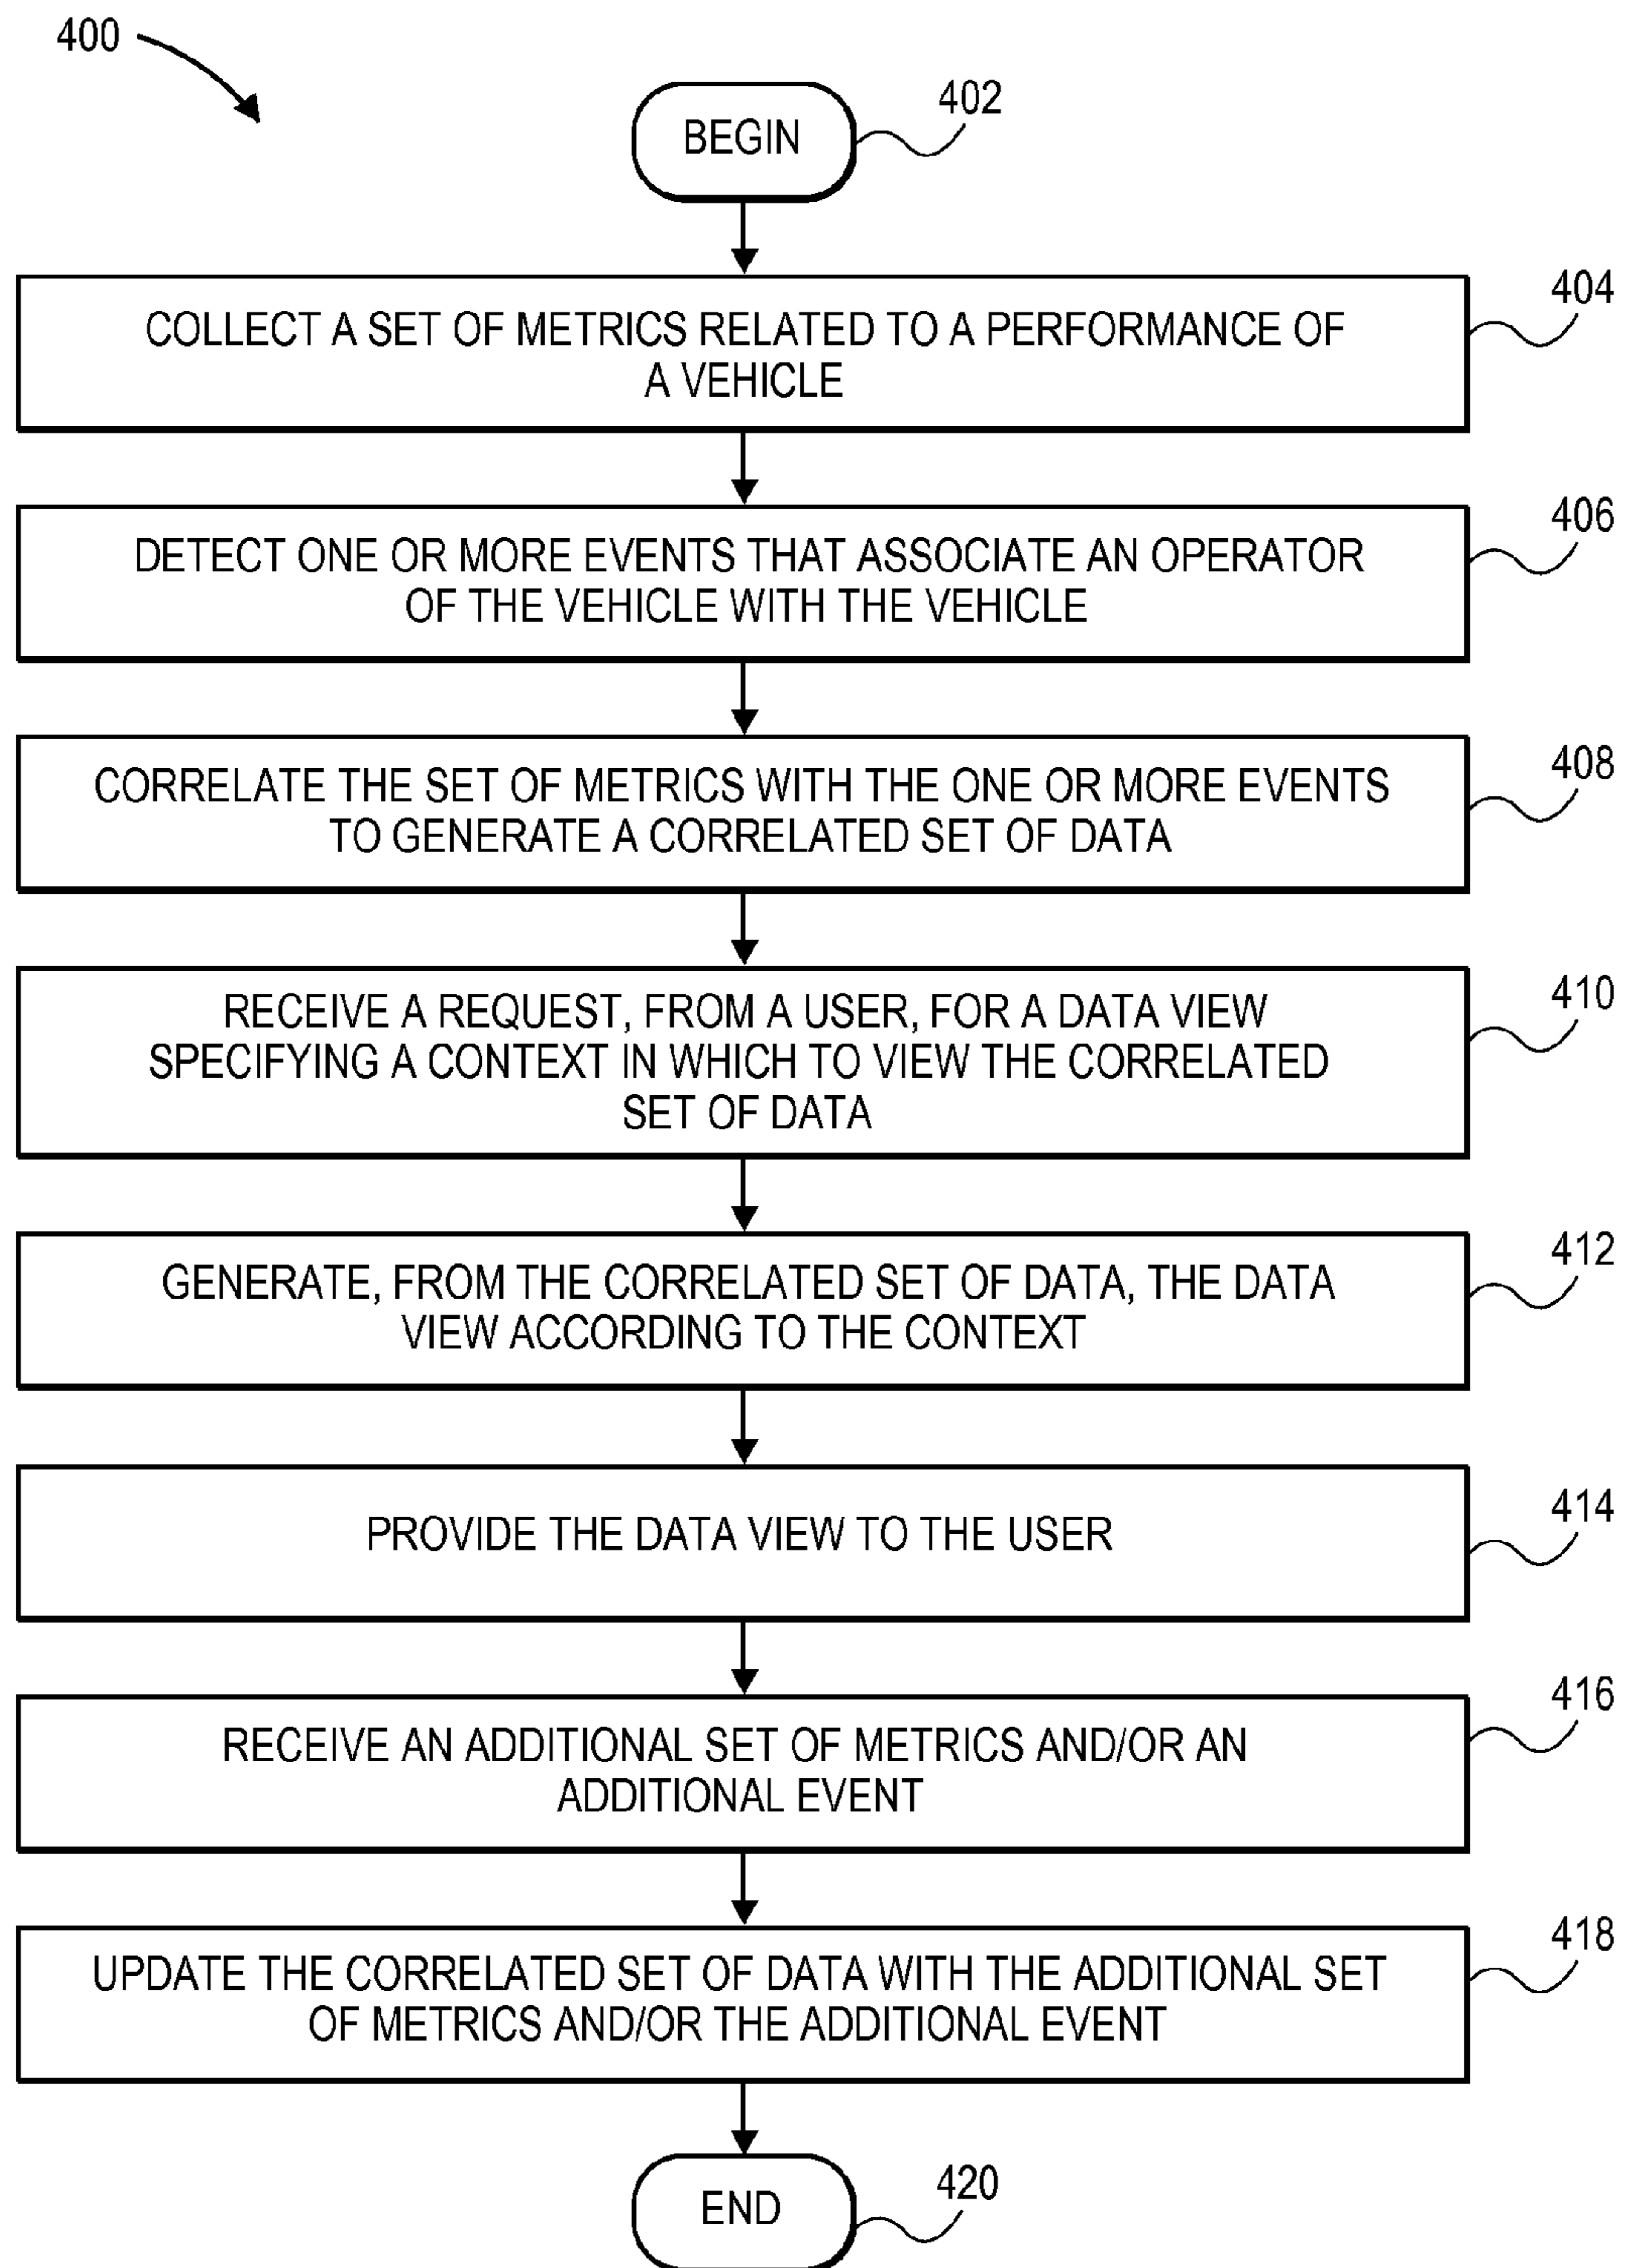 400
BEGIN
402
COLLECT A SET OF METRICS RELATED TO A PERFORMANCE OF
A VEHICLE
404
DETECT ONE OR MORE EVENTS THAT ASSOCIATE AN OPERATOR
OF THE VEHICLE WITH THE VEHICLE
406
CORRELATE THE SET OF METRICS WITH THE ONE OR MORE EVENTS
TO GENERATE A CORRELATED SET OF DATA
408
RECEIVE A REQUEST, FROM A USER, FOR A DATA VIEW
SPECIFYING A CONTEXT IN WHICH TO VIEW THE CORRELATED
SET OF DATA
410
GENERATE, FROM THE CORRELATED SET OF DATA, THE DATA
VIEW ACCORDING TO THE CONTEXT
412
PROVIDE THE DATA VIEW TO THE USER
414
RECEIVE AN ADDITIONAL SET OF METRICS AND/OR AN
ADDITIONAL EVENT
416
UPDATE THE CORRELATED SET OF DATA WITH THE ADDITIONAL SET
OF METRICS AND/OR THE ADDITIONAL EVENT
418
END
420